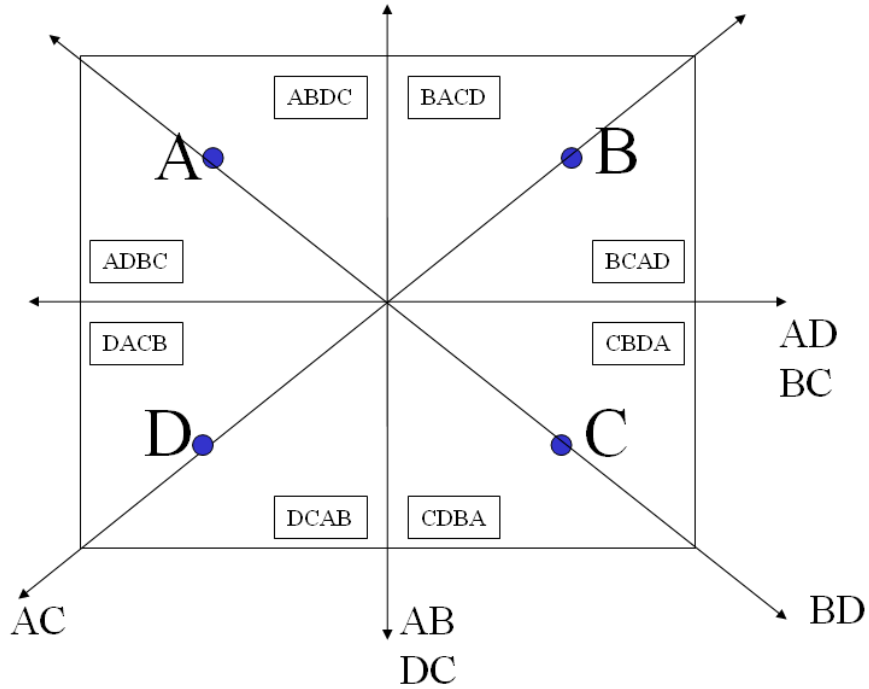 ABDC BACD
A B
ADBC BCAD
DACB CBDA
AD
BC
D C
DCAB CDBA
AC AB BD
DC